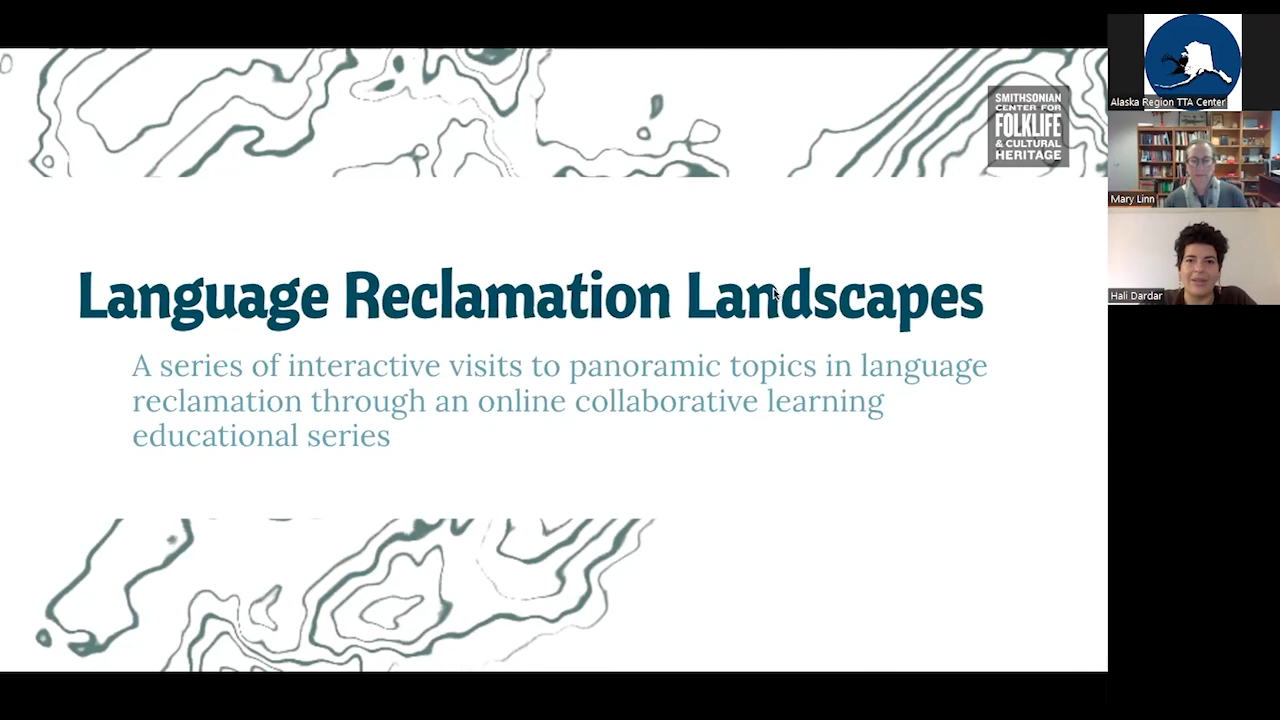 SMITHSONIAN
CENTER FOR
FOLKLIFE
& CULTURAL
HERITAGE
Language Reclamation Landscapes
A series of interactive visits to panoramic topics in language
reclamation through an online collaborative learning
educational series
Alaska Region TTA Center
Mary Linn
Hali Dardar